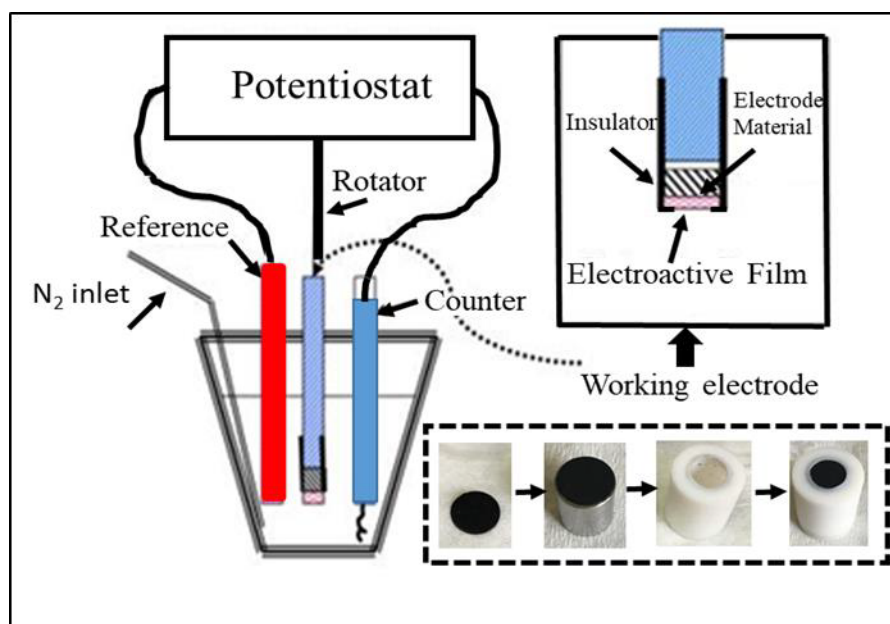 Potentiostat
Rotator
Reference
N₂ inlet
Counter
Insulator
Electrode
Material
Electroactive Film
Working electrode